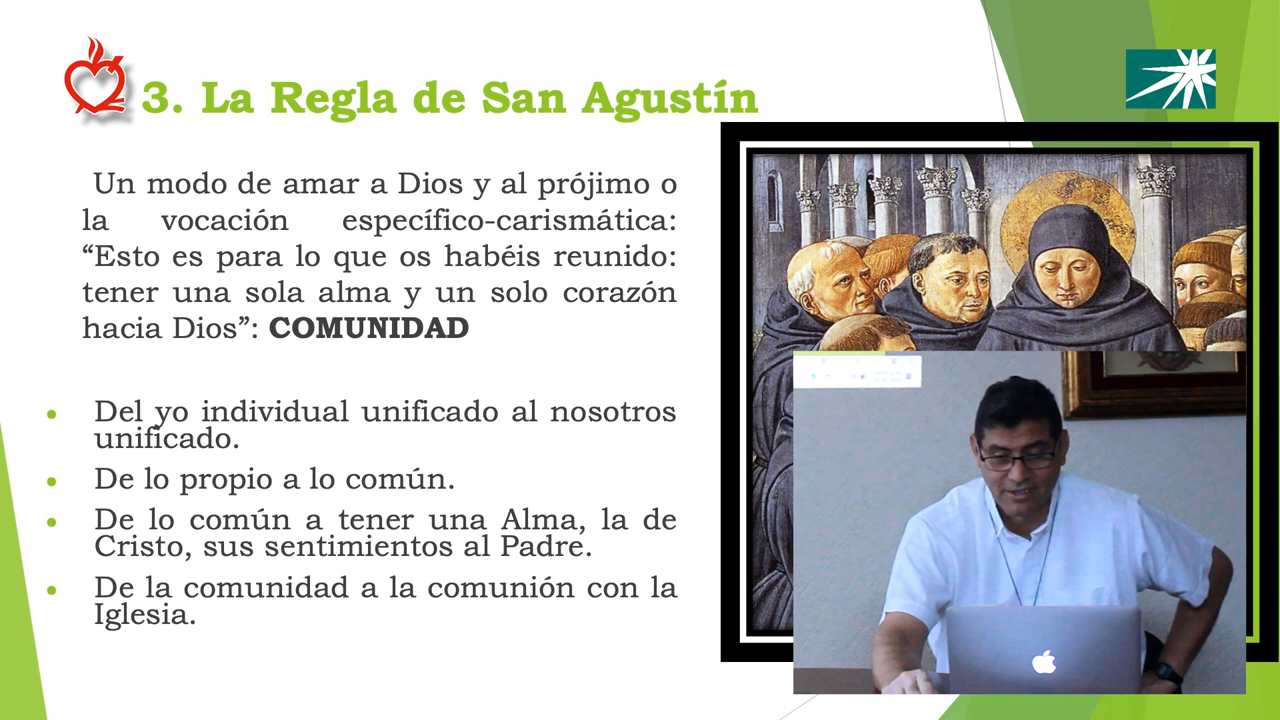 3. La Regla de San Agustín
Un modo de amar a Dios y al prójimo o
la vocación específico-carismática:
“Esto es para lo que os habéis reunido:
tener una sola alma y un solo corazón
hacia Dios”: COMUNIDAD
• Del yo individual unificado al nosotros
unificado.
• De lo propio a lo común.
• De lo común a tener una Alma, la de
Cristo, sus sentimientos al Padre.
• De la comunidad a la comunión con la
Iglesia.